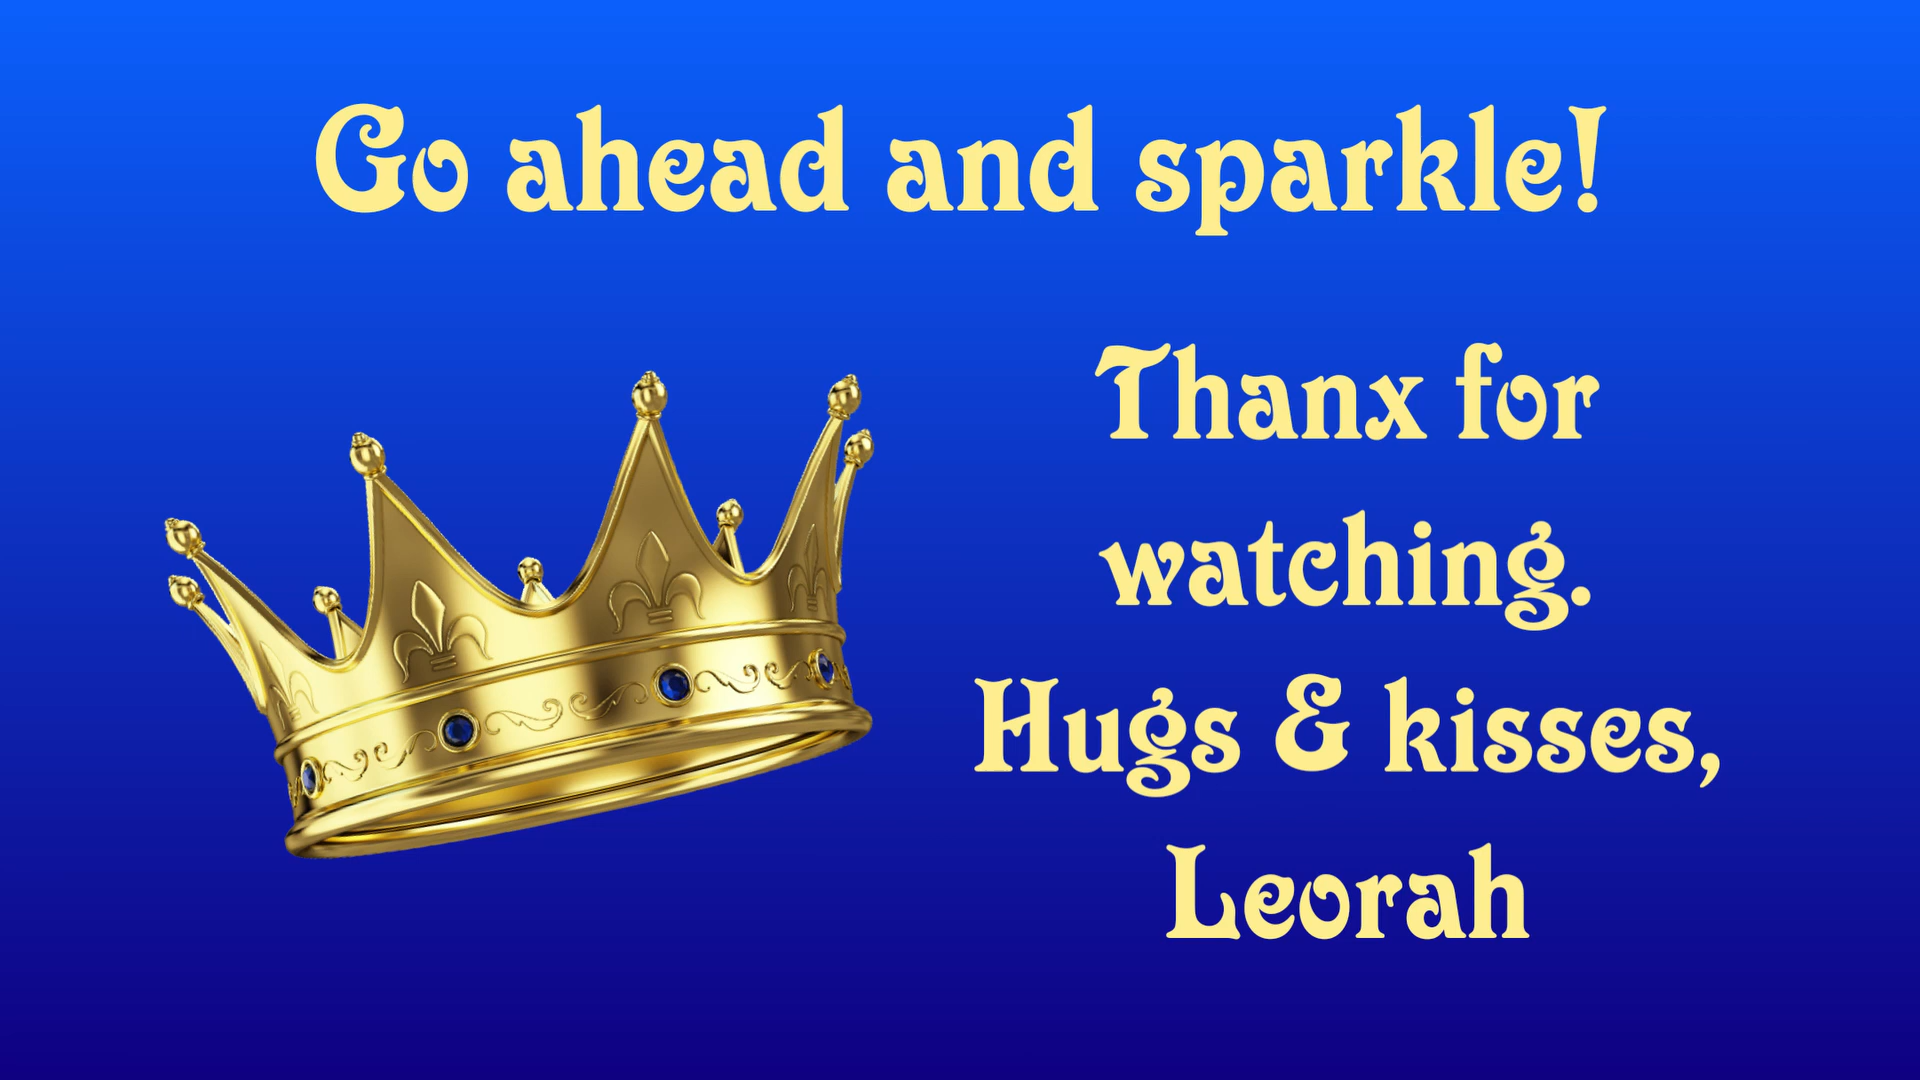 Go ahead and sparkle!
Thanx for
watching.
Hugs & kisses,
Leorah